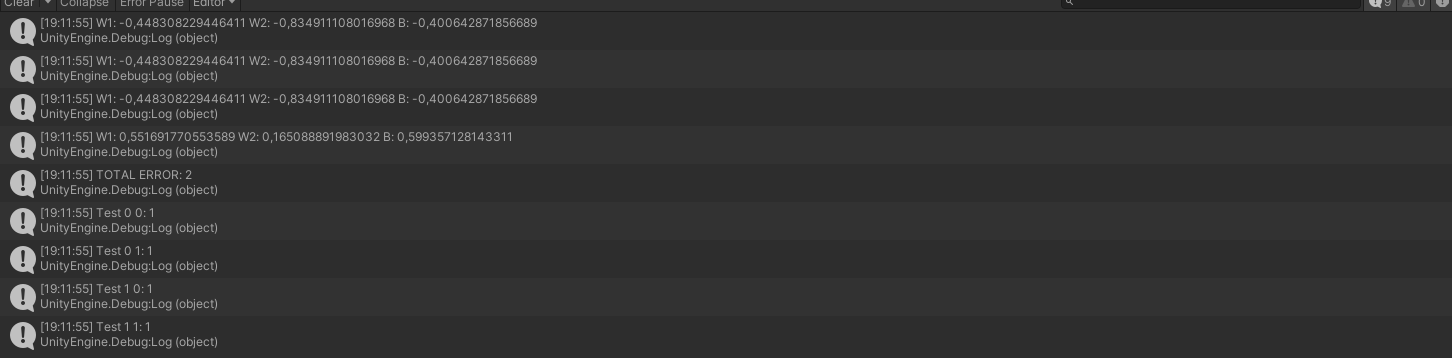 Clear Collapse Error Pause Editor 9 0
[19:11:55] W1: -0,448308229446411 W2: -0,834911108016968 B: -0,400642871856689
UnityEngine.Debug:Log (object)
[19:11:55] W1: -0,448308229446411 W2: -0,834911108016968 B: -0,400642871856689
UnityEngine.Debug:Log (object)
[19:11:55] W1: -0,448308229446411 W2: -0,834911108016968 B: -0,400642871856689
UnityEngine.Debug:Log (object)
[19:11:55] W1: 0,551691770553589 W2: 0,165088891983032 B: 0,599357128143311
UnityEngine.Debug:Log (object)
[19:11:55] TOTAL ERROR: 2
UnityEngine.Debug:Log (object)
[19:11:55] Test 0 0: 1
UnityEngine.Debug:Log (object)
[19:11:55] Test 0 1: 1
UnityEngine.Debug:Log (object)
[19:11:55] Test 1 0: 1
UnityEngine.Debug:Log (object)
[19:11:55] Test 1 1: 1
UnityEngine.Debug:Log (object)